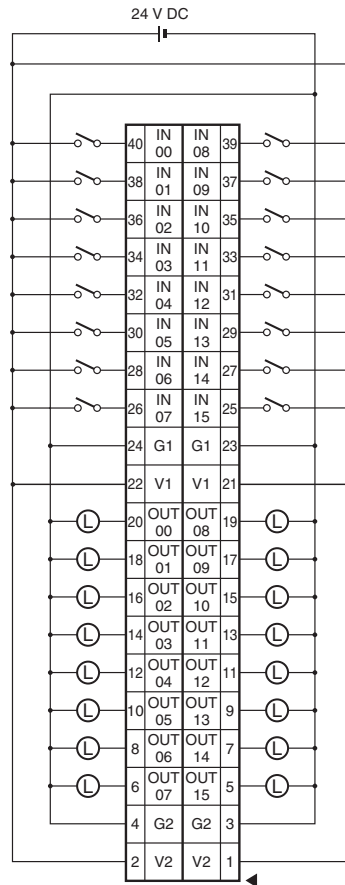 24 V DC
40 IN 00 IN 08 39
38 IN 01 IN 09 37
36 IN 02 IN 10 35
34 IN 03 IN 11 33
32 IN 04 IN 12 31
30 IN 05 IN 13 29
28 IN 06 IN 14 27
26 IN 07 IN 15 25
24 G1 G1 23
22 V1 V1 21
L 20 OUT 00 OUT 08 19 L
L 18 OUT 01 OUT 09 17 L
L 16 OUT 02 OUT 10 15 L
L 14 OUT 03 OUT 11 13 L
L 12 OUT 04 OUT 12 11 L
L 10 OUT 05 OUT 13 9 L
L 8 OUT 06 OUT 14 7 L
L 6 OUT 07 OUT 15 5 L
4 G2 G2 3
2 V2 V2 1